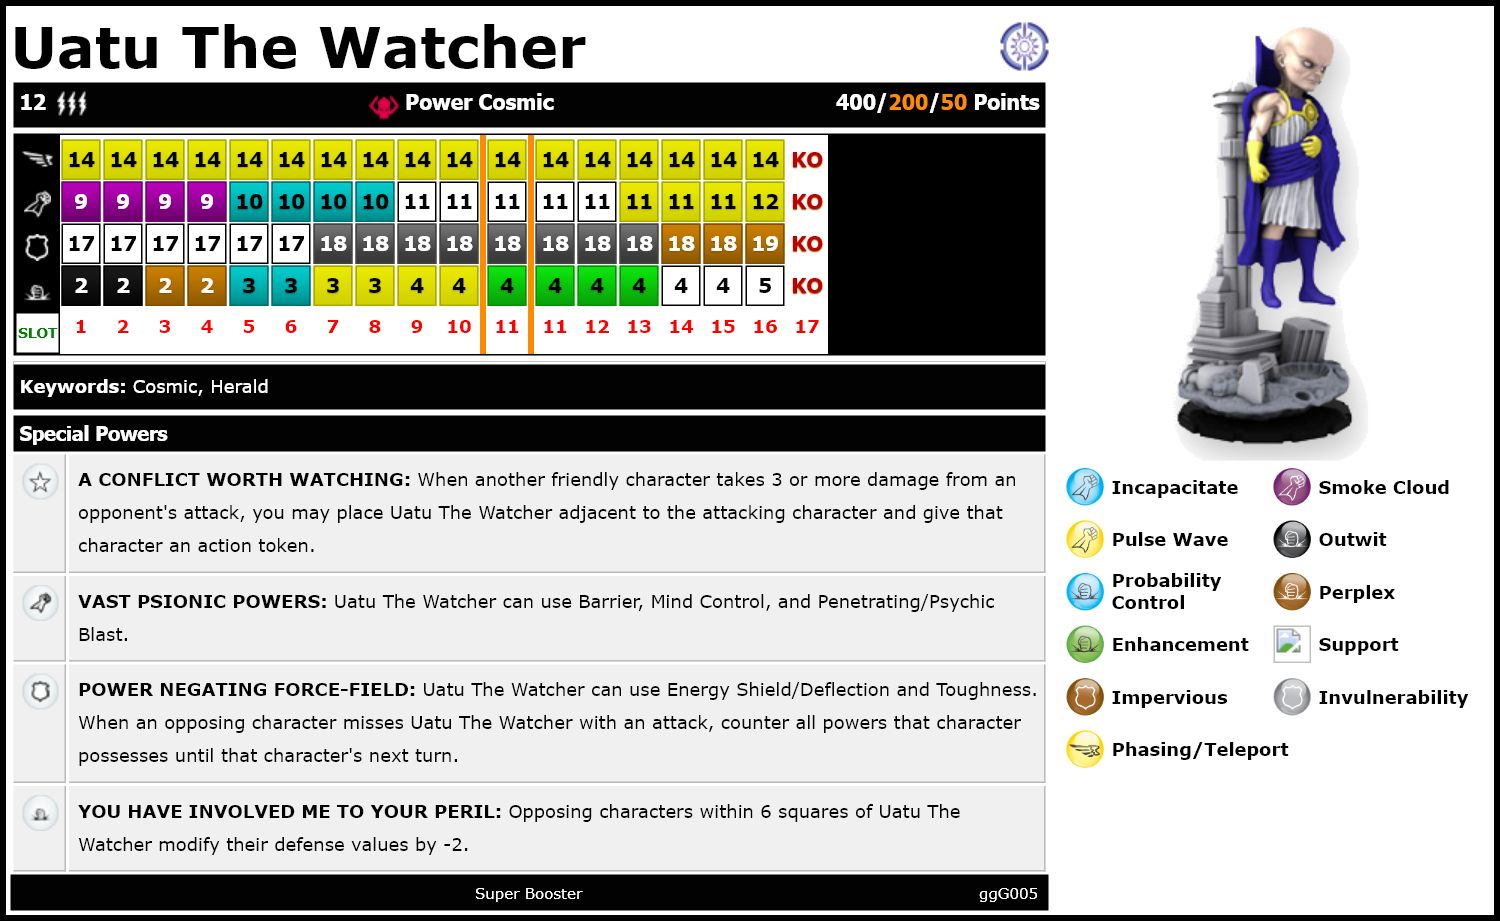 Uatu The Watcher
12 Power Cosmic 400/200/50 Points
14 14 14 14 14 14 14 14 14 14 14 14 14 14 14 14 14 KO
9 9 9 9 10 10 10 10 11 11 11 11 11 11 11 11 12 KO
17 17 17 17 17 17 18 18 18 18 18 18 18 18 18 18 19 KO
2 2 2 2 3 3 3 3 4 4 4 4 4 4 4 4 5 KO
SLOT 1 2 3 4 5 6 7 8 9 10 11 11 12 13 14 15 16 17
Keywords: Cosmic, Herald
Special Powers
A CONFLICT WORTH WATCHING: When another friendly character takes 3 or more damage from an
opponent's attack, you may place Uatu The Watcher adjacent to the attacking character and give that
character an action token.
VAST PSIONIC POWERS: Uatu The Watcher can use Barrier, Mind Control, and Penetrating/Psychic
Blast.
POWER NEGATING FORCE-FIELD: Uatu The Watcher can use Energy Shield/Deflection and Toughness.
When an opposing character misses Uatu The Watcher with an attack, counter all powers that character
possesses until that character's next turn.
YOU HAVE INVOLVED ME TO YOUR PERIL: Opposing characters within 6 squares of Uatu The
Watcher modify their defense values by -2.
Super Booster ggG005
Incapacitate Smoke Cloud
Pulse Wave Outwit
Probability
Control Perplex
Enhancement Support
Impervious Invulnerability
Phasing/Teleport